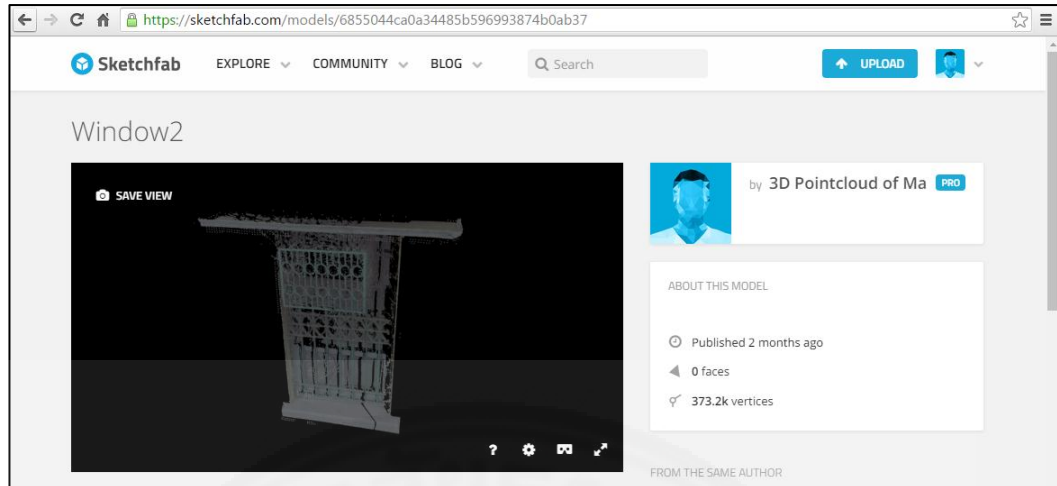 https://sketchfab.com/models/6855044ca0a34485b596993874b0ab37
Sketchfab EXPLORE COMMUNITY BLOG Search UPLOAD
Window2
SAVE VIEW
by 3D Pointcloud of Ma PRO
ABOUT THIS MODEL
Published 2 months ago
0 faces
373.2k vertices
?
FROM THE SAME AUTHOR